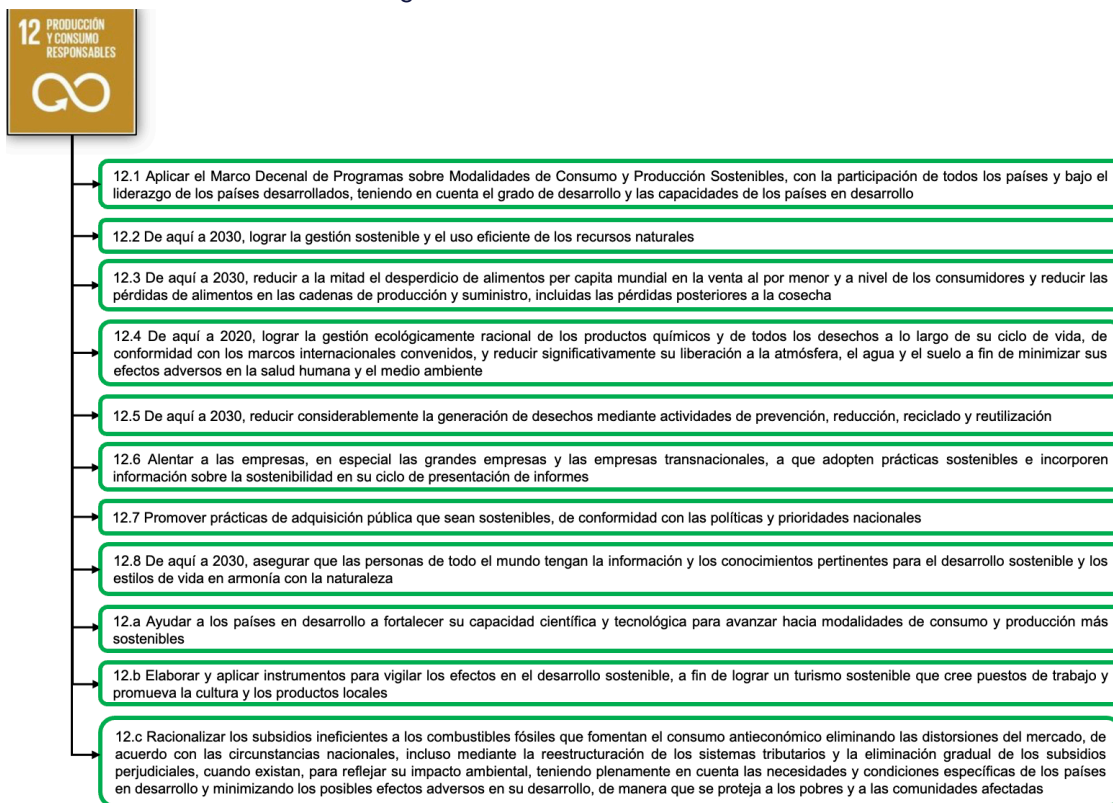 12 PRODUCCIÓN
Y CONSUMO
RESPONSABLES
12.1 Aplicar el Marco Decenal de Programas sobre Modalidades de Consumo y Producción Sostenibles, con la participación de todos los países y bajo el
liderazgo de los países desarrollados, teniendo en cuenta el grado de desarrollo y las capacidades de los países en desarrollo
12.2 De aquí a 2030, lograr la gestión sostenible y el uso eficiente de los recursos naturales
12.3 De aquí a 2030, reducir a la mitad el desperdicio de alimentos per capita mundial en la venta al por menor y a nivel de los consumidores y reducir las
pérdidas de alimentos en las cadenas de producción y suministro, incluidas las pérdidas posteriores a la cosecha
12.4 De aquí a 2020, lograr la gestión ecológicamente racional de los productos químicos y de todos los desechos a lo largo de su ciclo de vida, de
conformidad con los marcos internacionales convenidos, y reducir significativamente su liberación a la atmósfera, el agua y el suelo a fin de minimizar sus
efectos adversos en la salud humana y el medio ambiente
12.5 De aquí a 2030, reducir considerablemente la generación de desechos mediante actividades de prevención, reducción, reciclado y reutilización
12.6 Alentar a las empresas, en especial las grandes empresas y las empresas transnacionales, a que adopten prácticas sostenibles e incorporen
información sobre la sostenibilidad en su ciclo de presentación de informes
12.7 Promover prácticas de adquisición pública que sean sostenibles, de conformidad con las políticas y prioridades nacionales
12.8 De aquí a 2030, asegurar que las personas de todo el mundo tengan la información y los conocimientos pertinentes para el desarrollo sostenible y los
estilos de vida en armonía con la naturaleza
12.a Ayudar a los países en desarrollo a fortalecer su capacidad científica y tecnológica para avanzar hacia modalidades de consumo y producción más
sostenibles
12.b Elaborar y aplicar instrumentos para vigilar los efectos en el desarrollo sostenible, a fin de lograr un turismo sostenible que cree puestos de trabajo y
promueva la cultura y los productos locales
12.c Racionalizar los subsidios ineficientes a los combustibles fósiles que fomentan el consumo antieconómico eliminando las distorsiones del mercado, de
acuerdo con las circunstancias nacionales, incluso mediante la reestructuración de los sistemas tributarios y la eliminación gradual de los subsidios
perjudiciales, cuando existan, para reflejar su impacto ambiental, teniendo plenamente en cuenta las necesidades y condiciones específicas de los países
en desarrollo y minimizando los posibles efectos adversos en su desarrollo, de manera que se proteja a los pobres y a las comunidades afectadas